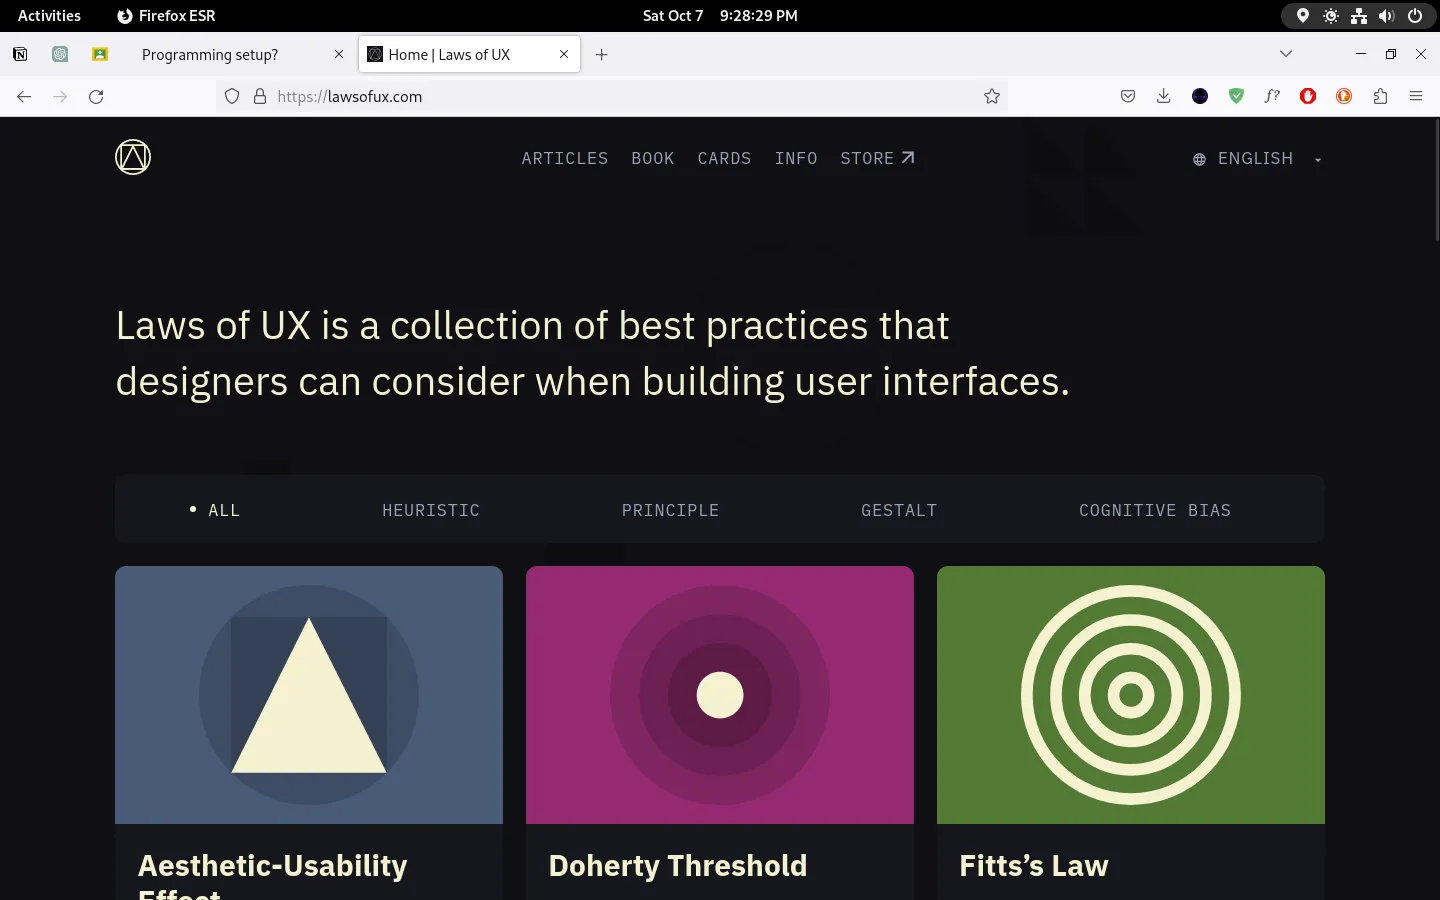 Activities Firefox ESR Sat Oct 7 9:28:29 PM
Programming setup? Home | Laws of UX
https://lawsofux.com f?
ARTICLES BOOK CARDS INFO STORE ENGLISH
Laws of UX is a collection of best practices that
designers can consider when building user interfaces.
ALL HEURISTIC PRINCIPLE GESTALT COGNITIVE BIAS
Aesthetic-Usability Doherty Threshold Fitts’s Law
Effect